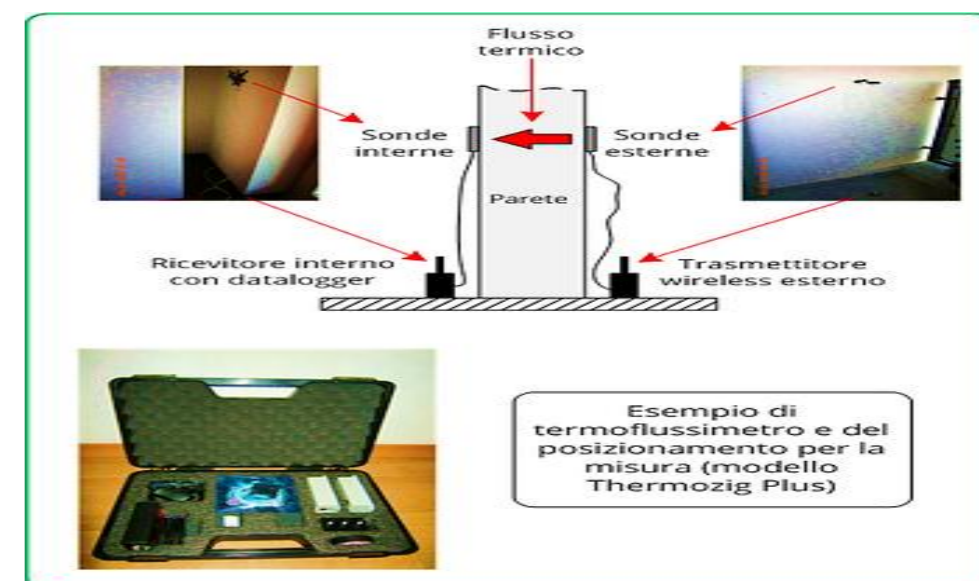 Flusso
termico
Sonde
interne
Sonde
esterne
Parete
Ricevitore interno
con datalogger
Trasmettitore
wireless esterno
Esempio di
termoflussimetro e del
posizionamento per la
misura (modello
Thermozig Plus)